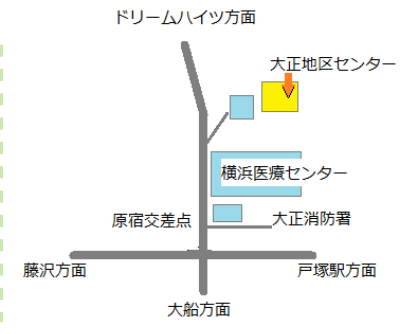 ドリームハイツ方面
大正地区センター
横浜医療センター
原宿交差点
大正消防署
藤沢方面
戸塚駅方面
大船方面